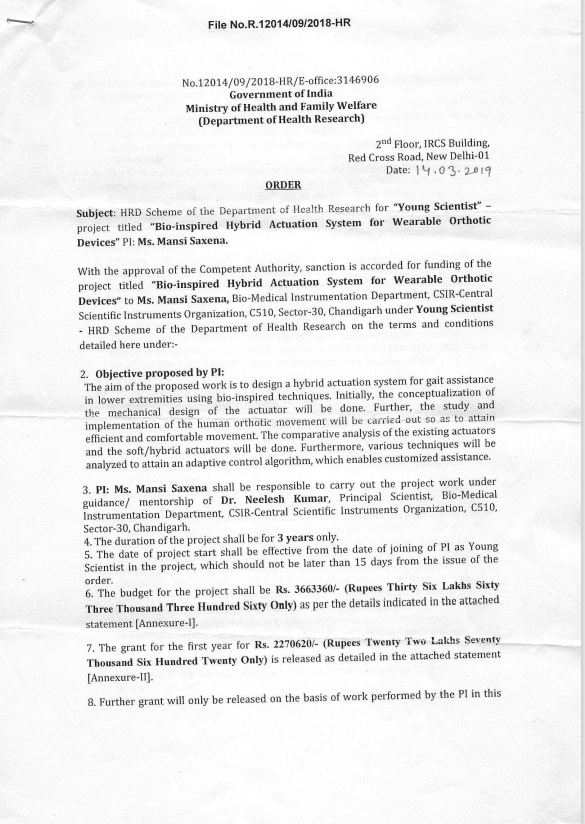 File No.R.12014/09/2018-HR
No.12014/09/2018-HR/E-office:3146906
Government of India
Ministry of Health and Family Welfare
(Department of Health Research)
2nd Floor, IRCS Building,
Red Cross Road, New Delhi-01
Date: 14.03.2019
ORDER
Subject: HRD Scheme of the Department of Health Research for “Young Scientist” –
project titled “Bio-inspired Hybrid Actuation System for Wearable Orthotic
Devices” PI: Ms. Mansi Saxena.
With the approval of the Competent Authority, sanction is accorded for funding of the
project titled “Bio-inspired Hybrid Actuation System for Wearable Orthotic
Devices” to Ms. Mansi Saxena, Bio-Medical Instrumentation Department, CSIR-Central
Scientific Instruments Organization, C510, Sector-30, Chandigarh under Young Scientist
- HRD Scheme of the Department of Health Research on the terms and conditions
detailed here under:-
2. Objective proposed by PI:
The aim of the proposed work is to design a hybrid actuation system for gait assistance
in lower extremities using bio-inspired techniques. Initially, the conceptualization of
the mechanical design of the actuator will be done. Further, the study and
implementation of the human orthotic movement will be carried out so as to attain
efficient and comfortable movement. The comparative analysis of the existing actuators
and the soft/hybrid actuators will be done. Furthermore, various techniques will be
analyzed to attain an adaptive control algorithm, which enables customized assistance.
3. PI: Ms. Mansi Saxena shall be responsible to carry out the project work under
guidance/ mentorship of Dr. Neelesh Kumar, Principal Scientist, Bio-Medical
Instrumentation Department, CSIR-Central Scientific Instruments Organization, C510,
Sector-30, Chandigarh.
4. The duration of the project shall be for 3 years only.
5. The date of project start shall be effective from the date of joining of PI as Young
Scientist in the project, which should not be later than 15 days from the issue of the
order.
6. The budget for the project shall be Rs. 3663360/- (Rupees Thirty Six Lakhs Sixty
Three Thousand Three Hundred Sixty Only) as per the details indicated in the attached
statement [Annexure-I].
7. The grant for the first year for Rs. 2270620/- (Rupees Twenty Two Lakhs Seventy
Thousand Six Hundred Twenty Only) is released as detailed in the attached statement
[Annexure-II].
8. Further grant will only be released on the basis of work performed by the PI in this